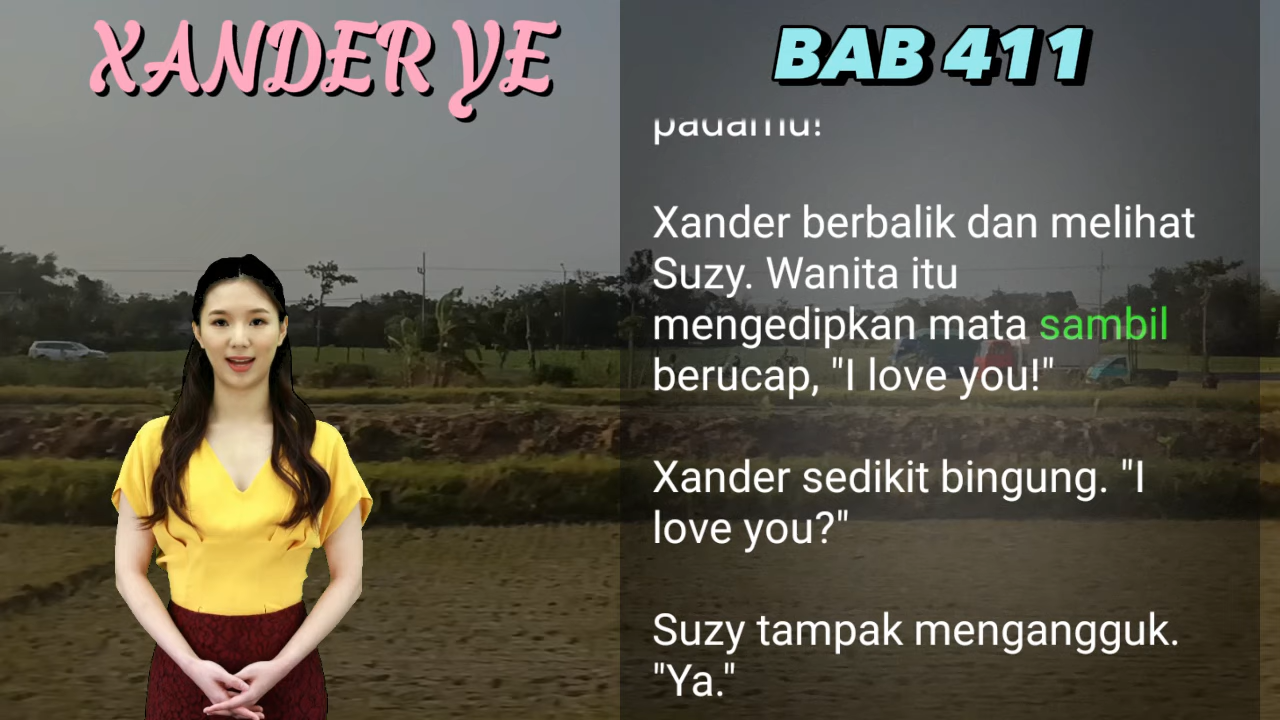 XANDER YE
BAB 411
padamu!
Xander berbalik dan melihat
Suzy. Wanita itu
mengedipkan mata sambil
berucap, "I love you!"
Xander sedikit bingung. "I
love you?"
Suzy tampak mengangguk.
"Ya."